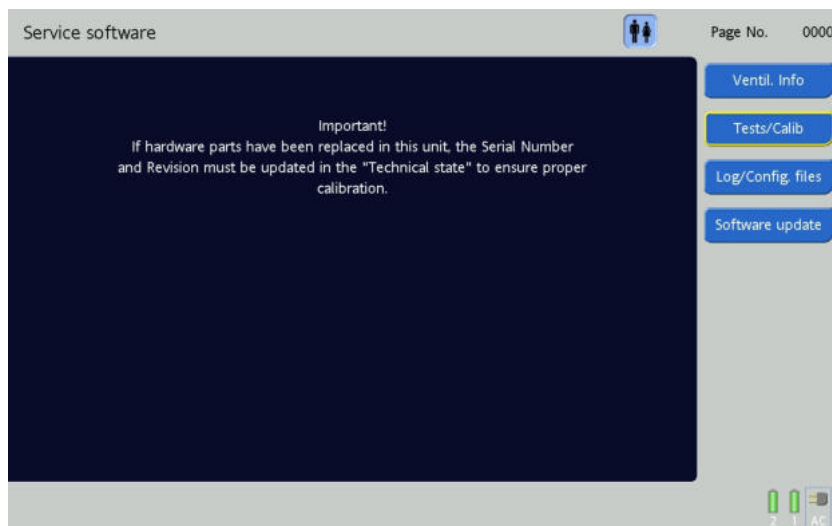 Service software
Page No. 0000
Important!
If hardware parts have been replaced in this unit, the Serial Number
and Revision must be updated in the "Technical state" to ensure proper
calibration.
Ventil. Info
Tests/Calib
Log/Config. files
Software update
2 1 AC